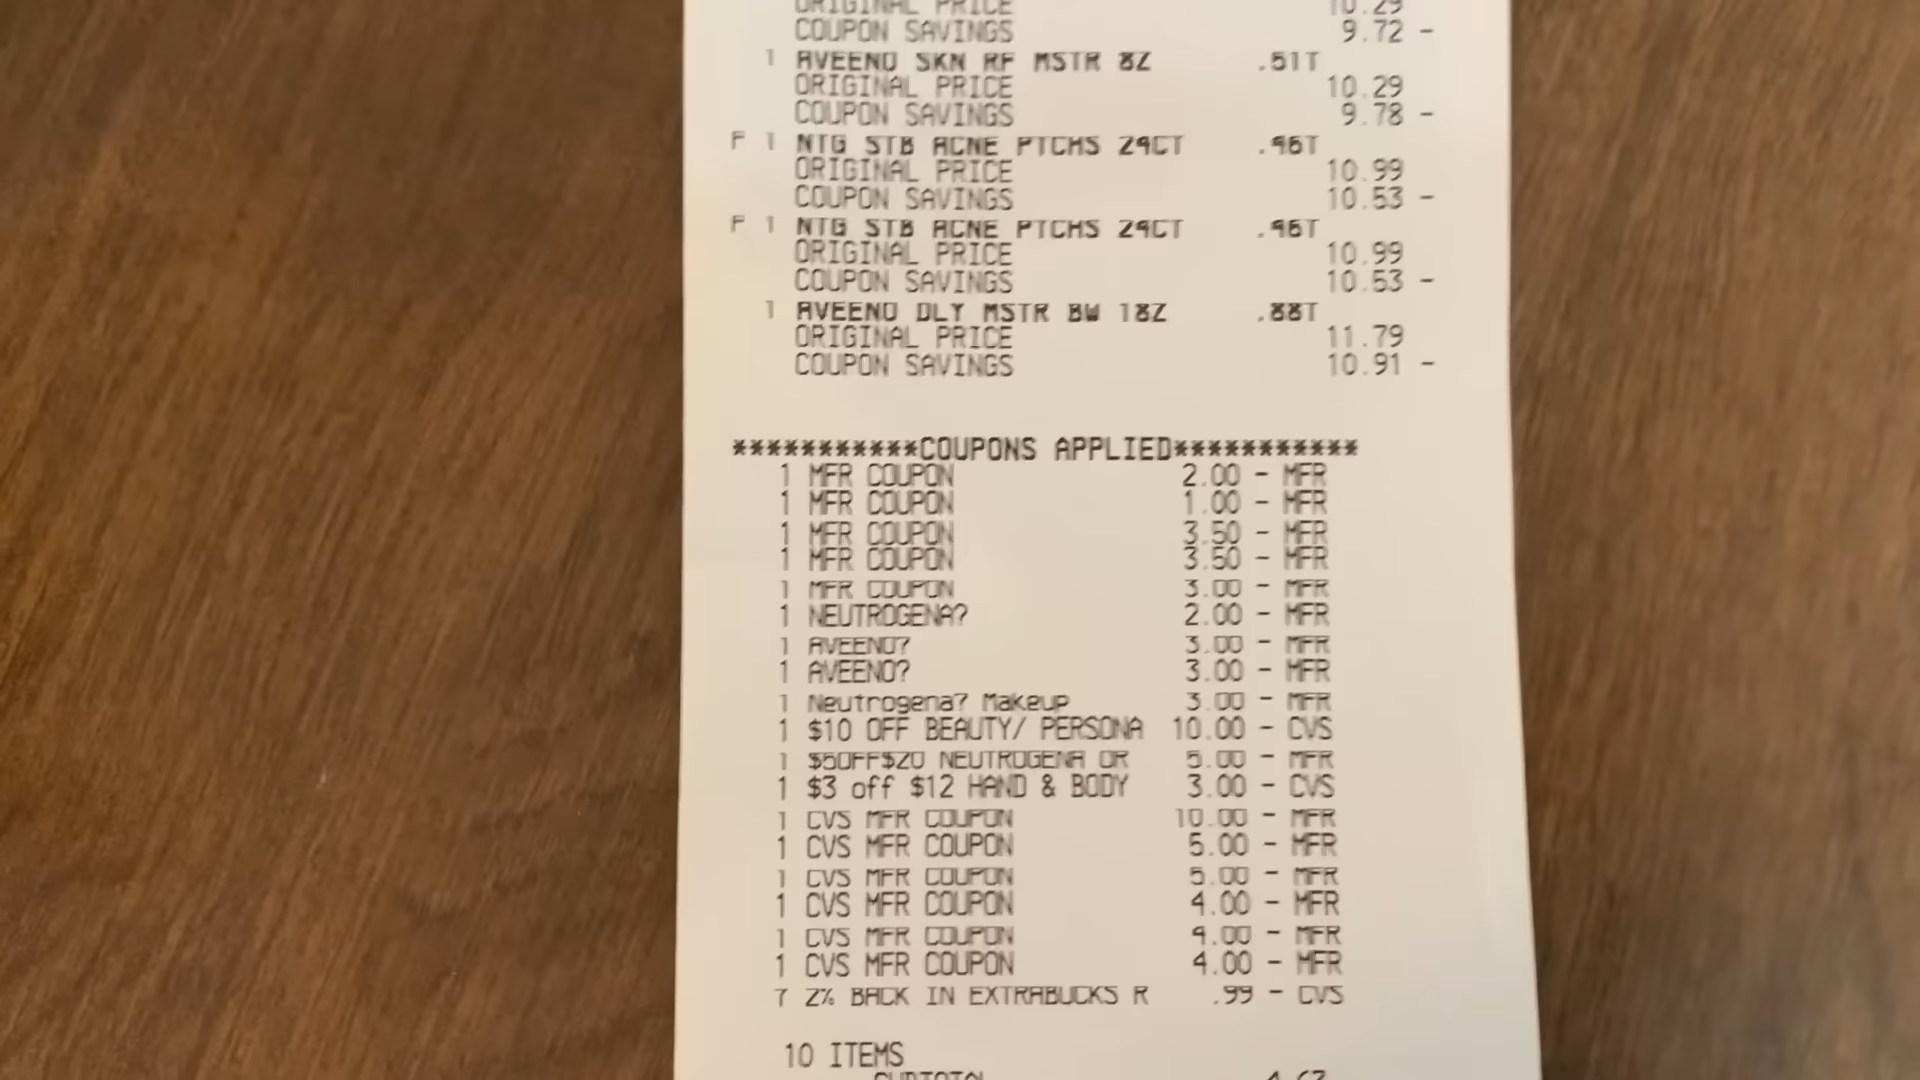 ORIGINAL PRICE 10.29
COUPON SAVINGS 9.72 -
1 AVEENO SKN RF MSTR 8Z .51T
ORIGINAL PRICE 10.29
COUPON SAVINGS 9.78 -
F 1 NTG STB ACNE PTCHS 24CT .46T
ORIGINAL PRICE 10.99
COUPON SAVINGS 10.53 -
F 1 NTG STB ACNE PTCHS 24CT .46T
ORIGINAL PRICE 10.99
COUPON SAVINGS 10.53 -
1 AVEENO DLY MSTR BW 18Z .88T
ORIGINAL PRICE 11.79
COUPON SAVINGS 10.91 -
***********COUPONS APPLIED***********
1 MFR COUPON 2.00 - MFR
1 MFR COUPON 1.00 - MFR
1 MFR COUPON 3.50 - MFR
1 MFR COUPON 3.50 - MFR
1 MFR COUPON 3.00 - MFR
1 NEUTROGENA? 2.00 - MFR
1 AVEENO? 3.00 - MFR
1 AVEENO? 3.00 - MFR
1 Neutrogena? Makeup 3.00 - MFR
1 $10 OFF BEAUTY/ PERSONA 10.00 - CVS
1 $5OFF$20 NEUTROGENA OR 5.00 - MFR
1 $3 off $12 HAND & BODY 3.00 - CVS
1 CVS MFR COUPON 10.00 - MFR
1 CVS MFR COUPON 5.00 - MFR
1 CVS MFR COUPON 5.00 - MFR
1 CVS MFR COUPON 4.00 - MFR
1 CVS MFR COUPON 4.00 - MFR
1 CVS MFR COUPON 4.00 - MFR
7 2% BACK IN EXTRABUCKS R .99 - CVS
10 ITEMS
SUBTOTAL 4.67